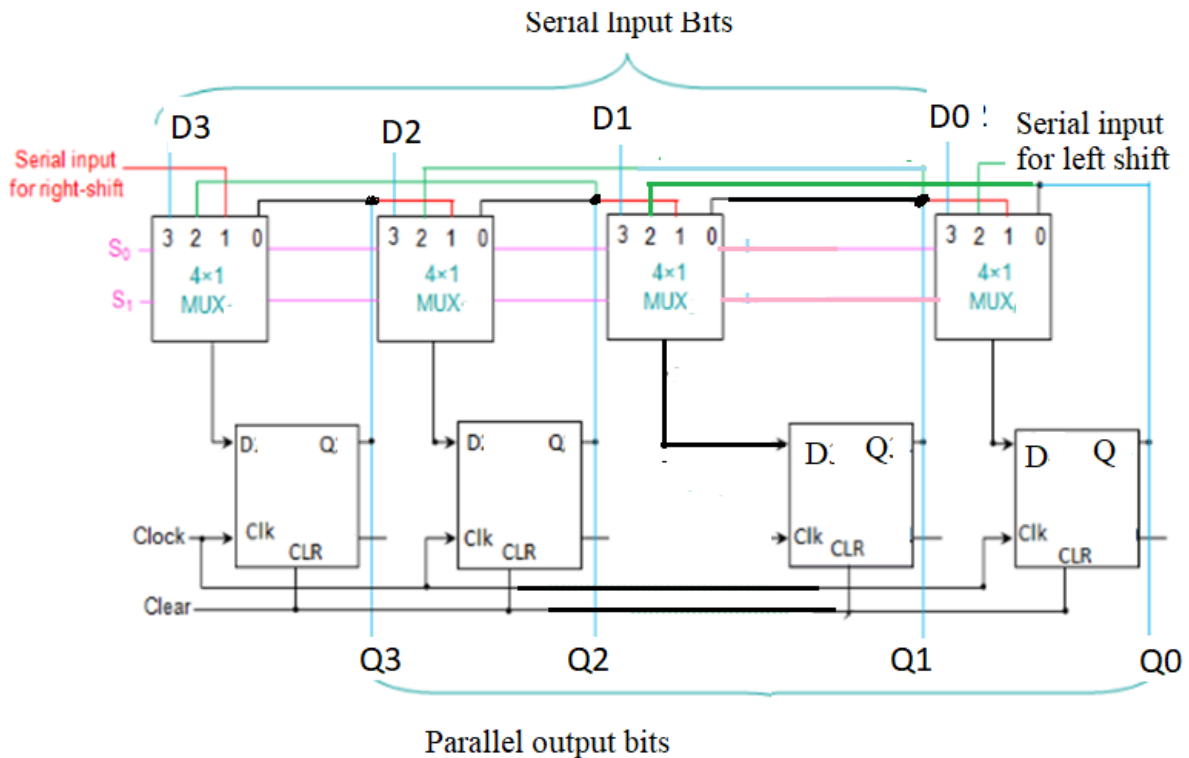 Serial Input Bits
D3
D2
D1
D0
Serial input
for left shift
Serial input
for right-shift
3 2 1 0
3 2 1 0
3 2 1 0
3 2 1 0
S0
S1
4×1
MUX
4×1
MUX
4×1
MUX
4×1
MUX
D Q
D Q
D Q
D Q
Clock
Clk
Clk
Clk
Clk
CLR
CLR
CLR
CLR
Clear
Q3
Q2
Q1
Q0
Parallel output bits